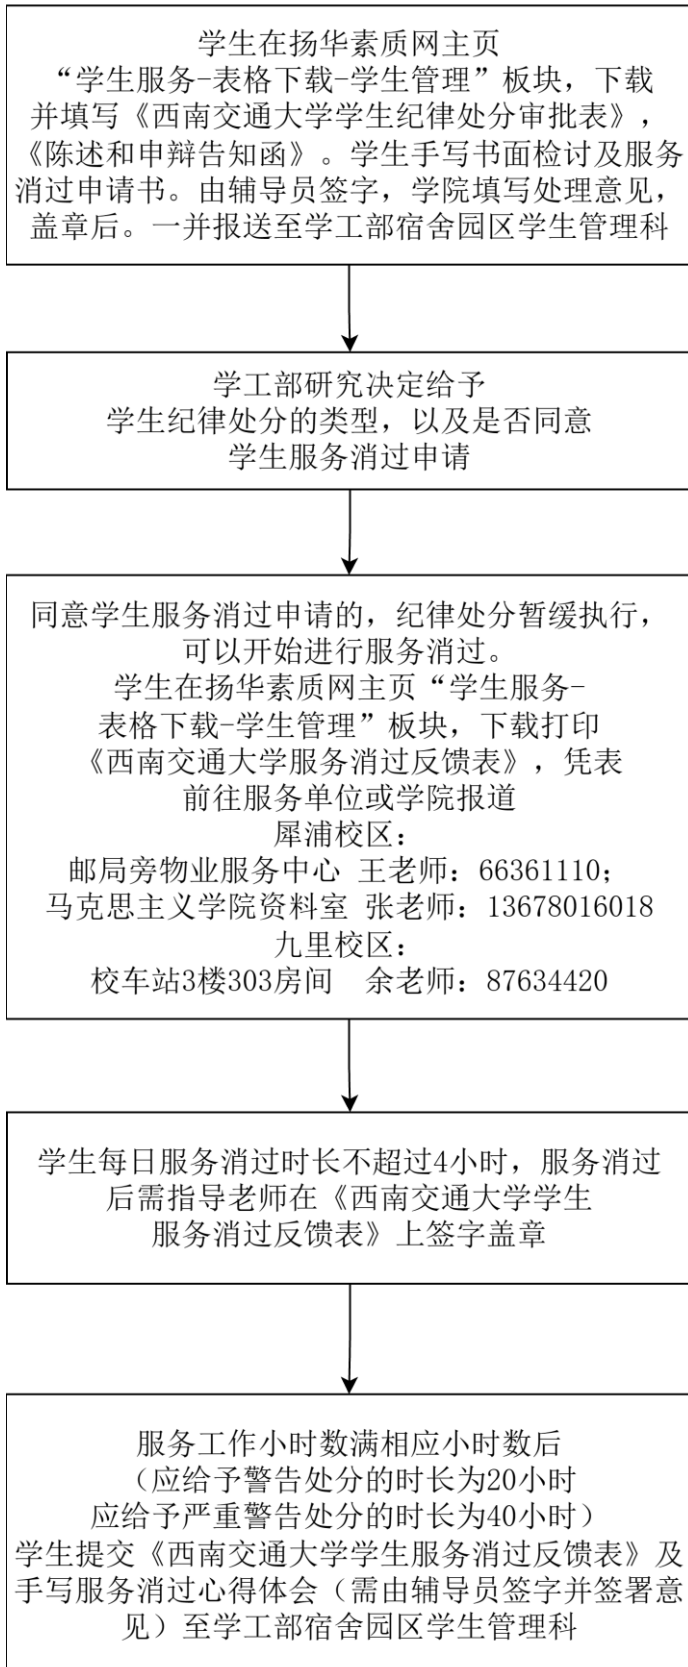 学生在扬华素质网主页
“学生服务-表格下载-学生管理”板块，下载
并填写《西南交通大学学生纪律处分审批表》，
《陈述和申辩告知函》。学生手写书面检讨及服务
消过申请书。由辅导员签字，学院填写处理意见，
盖章后。一并报送至学工部宿舍园区学生管理科
学工部研究决定给予
学生纪律处分的类型，以及是否同意
学生服务消过申请
同意学生服务消过申请的，纪律处分暂缓执行，
可以开始进行服务消过。
学生在扬华素质网主页“学生服务-
表格下载-学生管理”板块，下载打印
《西南交通大学服务消过反馈表》，凭表
前往服务单位或学院报道
犀浦校区：
邮局旁物业服务中心 王老师：66361110；
马克思主义学院资料室 张老师：13678016018
九里校区：
校车站3楼303房间  余老师：87634420
学生每日服务消过时长不超过4小时，服务消过
后需指导老师在《西南交通大学学生
服务消过反馈表》上签字盖章
服务工作小时数满相应小时数后
（应给予警告处分的时长为20小时
应给予严重警告处分的时长为40小时）
学生提交《西南交通大学学生服务消过反馈表》及
手写服务消过心得体会（需由辅导员签字并签署意
见）至学工部宿舍园区学生管理科